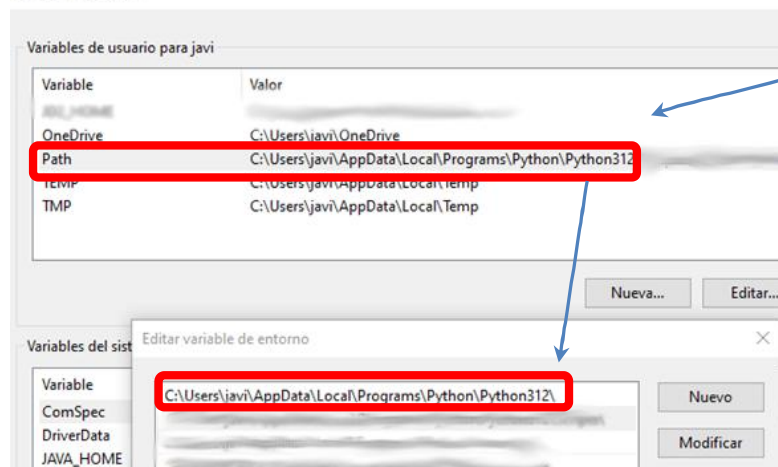 Variables de usuario para javi
Variable Valor
OneDrive C:\Users\javi\OneDrive
Path C:\Users\javi\AppData\Local\Programs\Python\Python312
TEMP C:\Users\javi\AppData\Local\Temp
TMP C:\Users\javi\AppData\Local\Temp
Nueva... Editar...
Variables del sist
Editar variable de entorno
Variable
C:\Users\javi\AppData\Local\Programs\Python\Python312\
Nuevo
ComSpec
DriverData
Modificar
JAVA_HOME